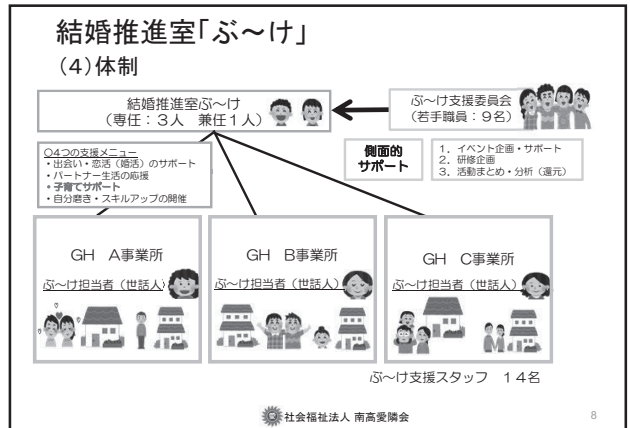 結婚推進室「ぶ～け」
（4）体制
結婚推進室ぶ～け
（専任：３人　兼任１人）
ぶ～け支援委員会
（若手職員：９名）
〇4つの支援メニュー
・出会い・恋活（婚活）のサポート
・パートナー生活の応援
・子育てサポート
・自分磨き・スキルアップの開催
側面的
サポート
１．イベント企画・サポート
２．研修企画
３．活動まとめ・分析（還元）
GH　A事業所
ぶ～け担当者（世話人）
GH　B事業所
ぶ～け担当者（世話人）
GH　C事業所
ぶ～け担当者（世話人）
ぶ～け支援スタッフ　１４名
社会福祉法人 南高愛隣会
8